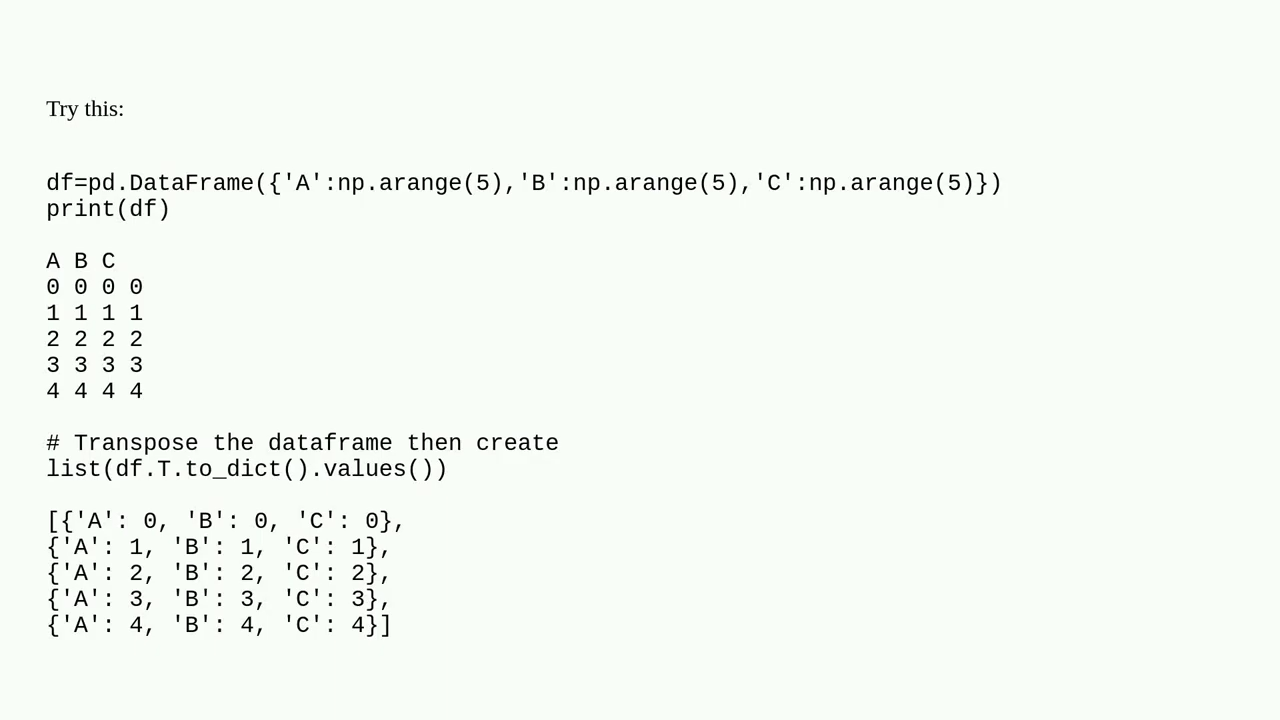 Try this:
df=pd.DataFrame({'A':np.arange(5),'B':np.arange(5),'C':np.arange(5)})
print(df)
A B C
0 0 0 0
1 1 1 1
2 2 2 2
3 3 3 3
4 4 4 4
# Transpose the dataframe then create
list(df.T.to_dict().values())
[{'A': 0, 'B': 0, 'C': 0},
{'A': 1, 'B': 1, 'C': 1},
{'A': 2, 'B': 2, 'C': 2},
{'A': 3, 'B': 3, 'C': 3},
{'A': 4, 'B': 4, 'C': 4}]